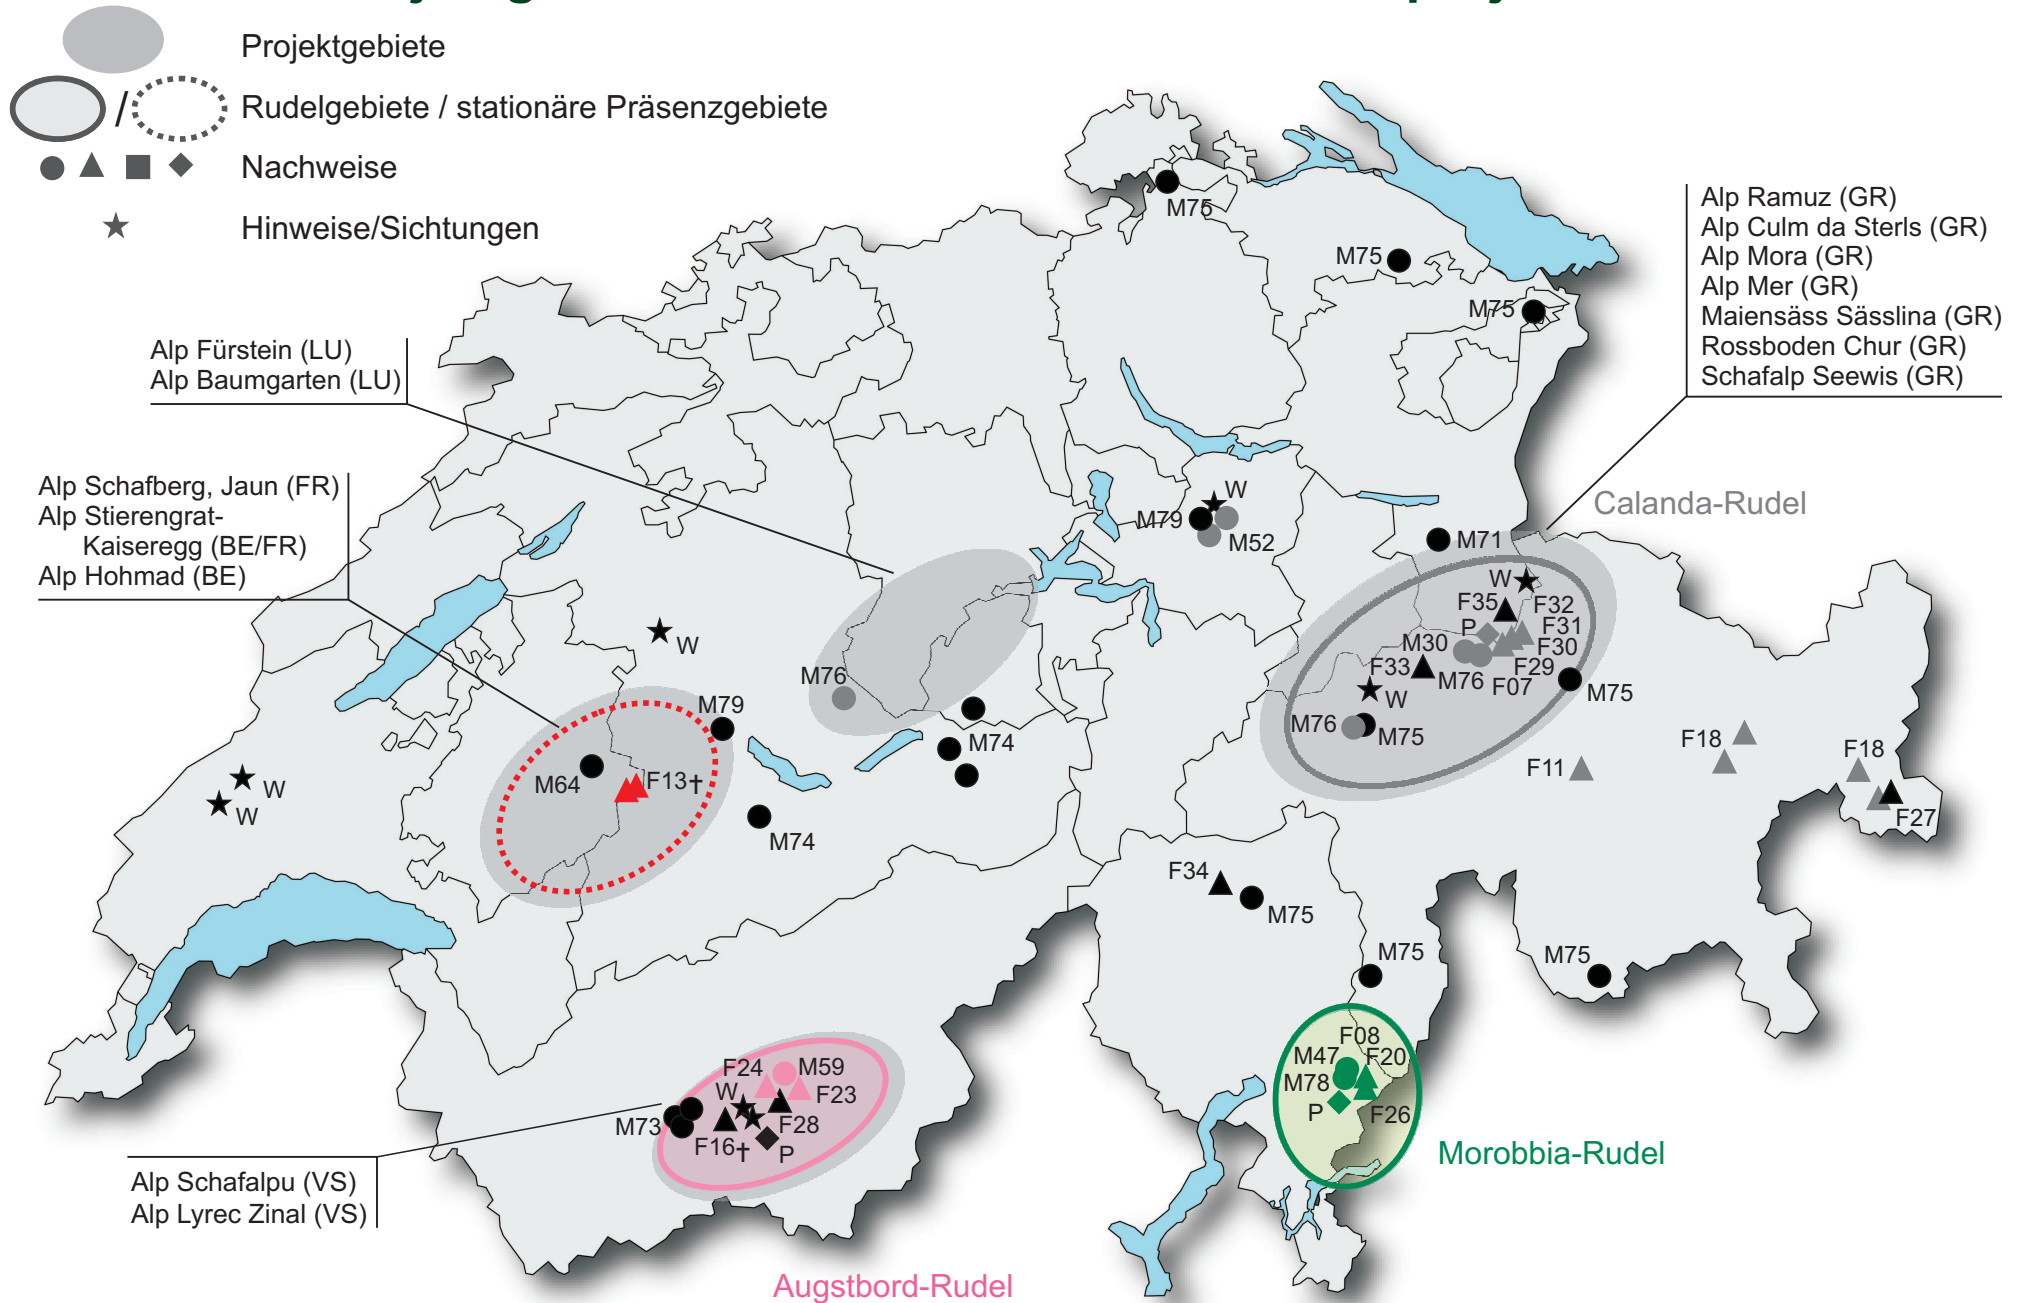 Projektgebiete
/ Rudelgebiete / stationäre Präsenzgebiete
Nachweise
Hinweise/Sichtungen
Alp Ramuz (GR)
Alp Culm da Sterls (GR)
Alp Mora (GR)
Alp Mer (GR)
Maiensäss Sässlina (GR)
Rossboden Chur (GR)
Schafalp Seewis (GR)
Alp Fürstein (LU)
Alp Baumgarten (LU)
Alp Schafberg, Jaun (FR)
Alp Stierengrat-
Kaiseregg (BE/FR)
Alp Hohmad (BE)
Alp Schafalpu (VS)
Alp Lyrec Zinal (VS)
Calanda-Rudel
Morobbia-Rudel
Augstbord-Rudel
M75
M75
M75
W
M79
M52
M71
W
F35
F32
P
F31
M30
F30
F33
F29
M76
F07
M75
W
M76
M75
F11
F18
F18
F27
W
M76
M79
M74
M64
F13†
M74
W
W
F34
M75
M75
M75
F08
M47
F20
M78
P
F26
F24
M59
W
F23
M73
F28
F16†
P